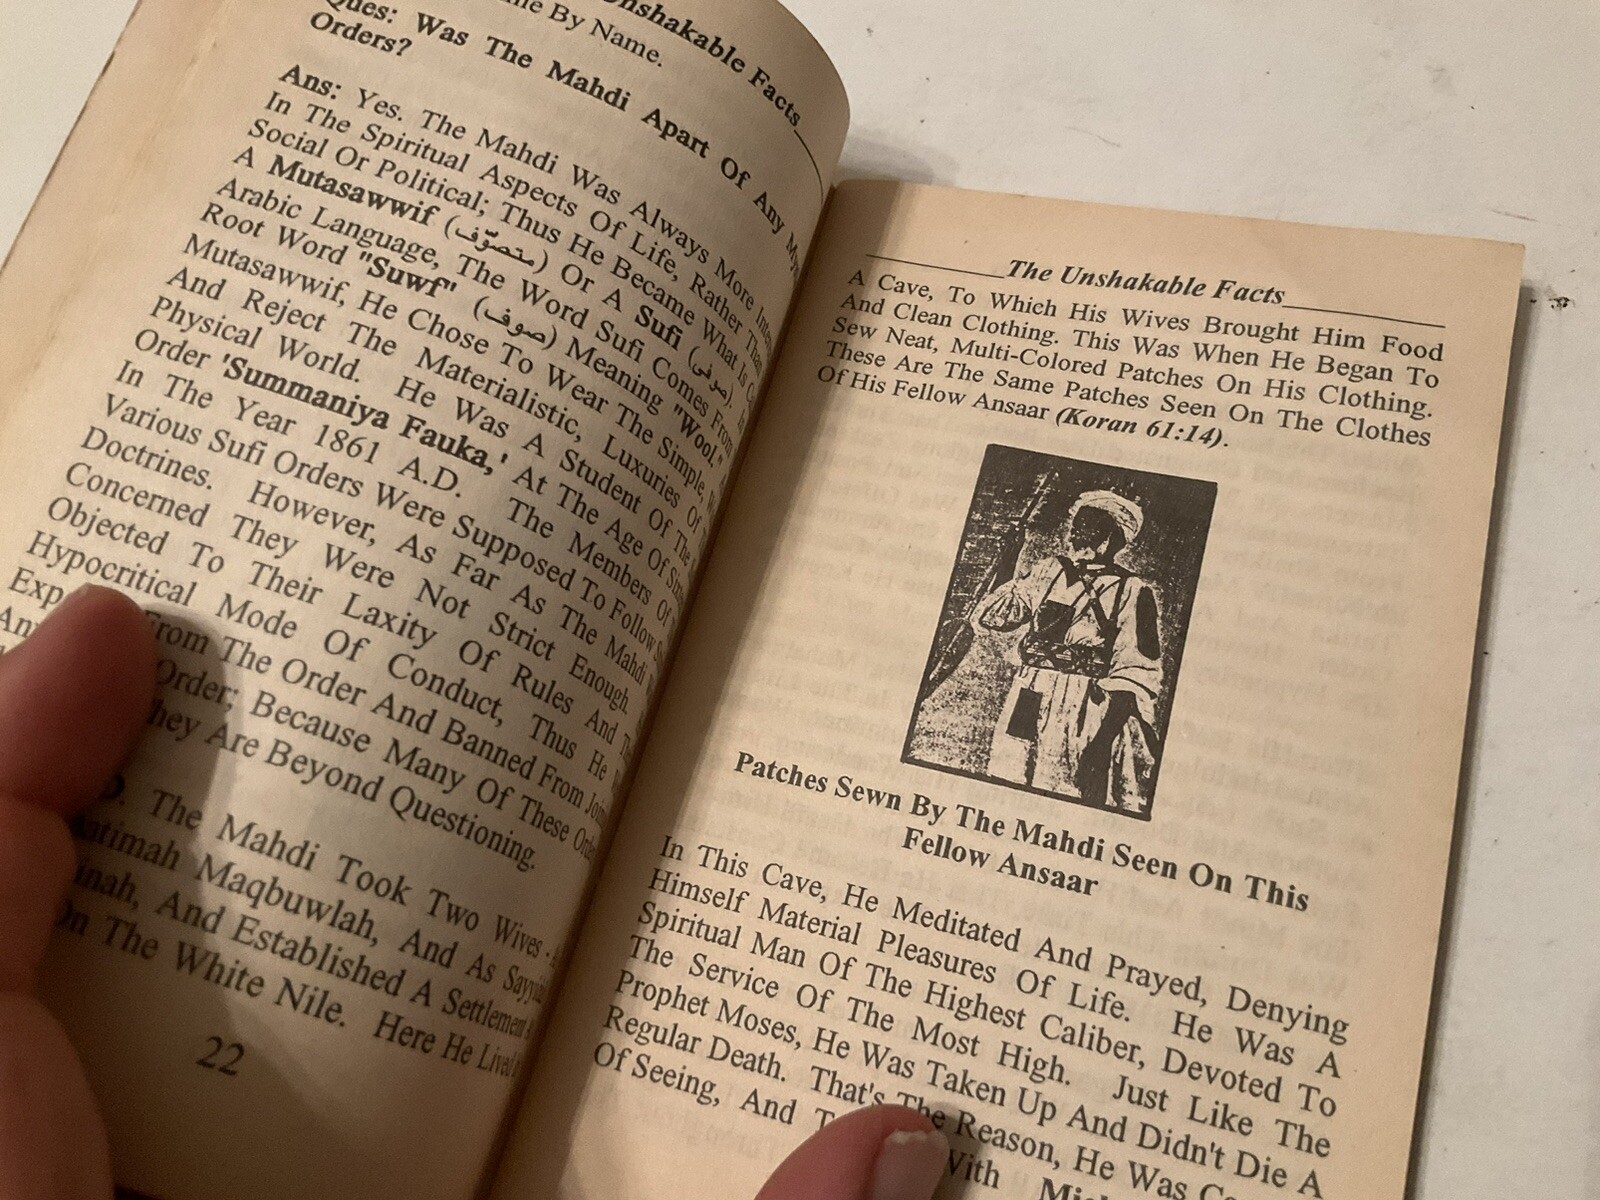 Unshakable Facts
By Name.
Ques: Was The Mahdi Apart Of Any
Orders?
Ans: Yes. The Mahdi Was Always More
In The Spiritual Aspects Of Life, Rather Than
Social Or Political; Thus He Became What Is
A Mutasawwif (متصوّف) Or A Sufi (صوفى).
Arabic Language, The Word Sufi Comes From
Root Word "Suwf" (صوف) Meaning "Wool."
Mutasawwif, He Chose To Wear The Simple,
And Reject The Materialistic, Luxuries Of
Physical World. He Was A Student Of The
Order 'Summaniya Fauka,' At The Age Of
In The Year 1861 A.D. The Members Of
Various Sufi Orders Were Supposed To Follow
Doctrines. However, As Far As The Mahdi
Concerned They Were Not Strict Enough.
Objected To Their Laxity Of Rules And
Hypocritical Mode Of Conduct, Thus He
From The Order And Banned From
Order; Because Many Of These
They Are Beyond Questioning.
The Mahdi Took Two Wives -
Maqbuwlah, And As
And Established A Settlement
On The White Nile. Here He Lived
22
The Unshakable Facts
A Cave, To Which His Wives Brought Him Food
And Clean Clothing. This Was When He Began To
Sew Neat, Multi-Colored Patches On His Clothing.
These Are The Same Patches Seen On The Clothes
Of His Fellow Ansaar (Koran 61:14).
Patches Sewn By The Mahdi Seen On This
Fellow Ansaar
In This Cave, He Meditated And Prayed, Denying
Himself Material Pleasures Of Life. He Was A
Spiritual Man Of The Highest Caliber, Devoted To
The Service Of The Most High. Just Like The
Prophet Moses, He Was Taken Up And Didn't Die A
Regular Death. That's The Reason, He Was
Of Seeing, And With